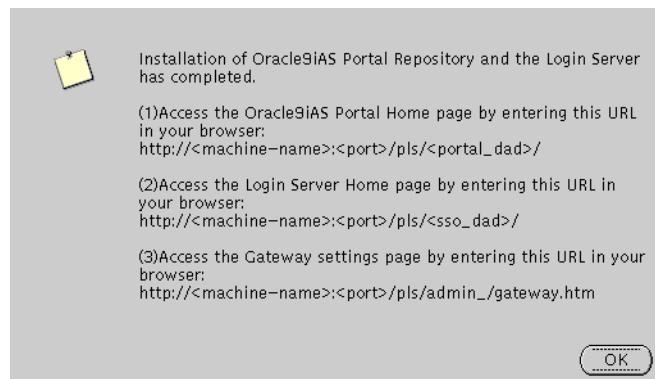 Installation of Oracle9iAS Portal Repository and the Login Server
has completed.
(1)Access the Oracle9iAS Portal Home page by entering this URL
in your browser:
http://<machine-name>:<port>/pls/<portal_dad>/
(2)Access the Login Server Home page by entering this URL in
your browser:
http://<machine-name>:<port>/pls/<sso_dad>/
(3)Access the Gateway settings page by entering this URL in your
browser:
http://<machine-name>:<port>/pls/admin_/gateway.htm
OK